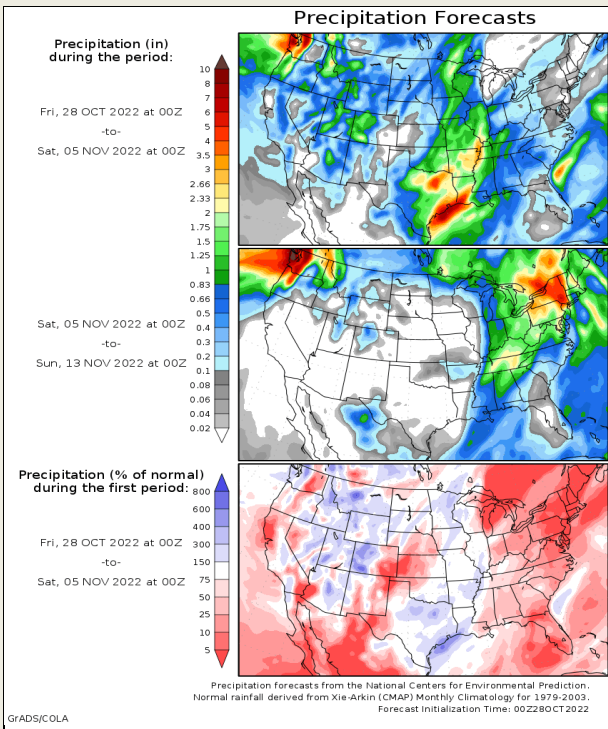 Precipitation Forecasts
Precipitation (in)
during the period:
Fri, 28 OCT 2022 at 00Z
-to-
Sat, 05 NOV 2022 at 00Z
Sat, 05 NOV 2022 at 00Z
-to-
Sun, 13 NOV 2022 at 00Z
10
8
7
6
5
4
3.5
3
2.66
2.33
2
1.75
1.5
1.25
1
0.83
0.66
0.5
0.4
0.3
0.2
0.1
0.08
0.06
0.04
0.02
Precipitation (% of normal)
during the first period:
Fri, 28 OCT 2022 at 00Z
-to-
Sat, 05 NOV 2022 at 00Z
800
600
400
300
150
75
50
25
10
5
Precipitation forecasts from the National Centers for Environmental Prediction.
Normal rainfall derived from Xie-Arkin (CMAP) Monthly Climatology for 1979-2003.
Forecast Initialization Time: 00Z28OCT2022
GrADS/COLA